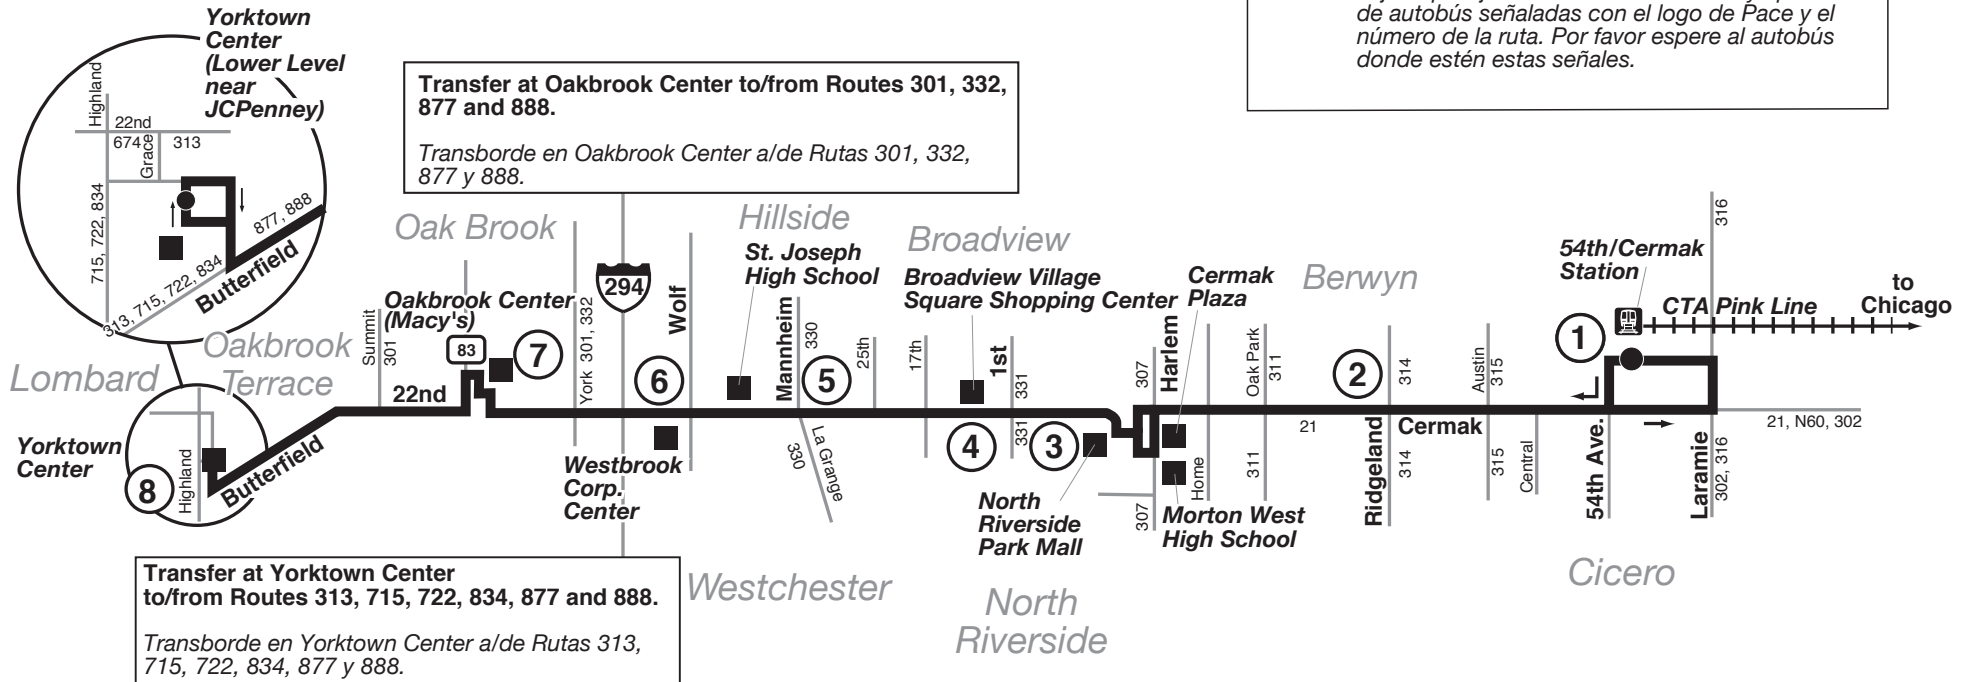 de autobús señaladas con el logo de Pace y el
número de la ruta. Por favor espere al autobús
donde estén estas señales.
Yorktown
Center
(Lower Level
near
JCPenney)
Highland
22nd
674
Grace
313
715, 722, 834
877, 888
313, 715, 722, 834
Butterfield
Transfer at Oakbrook Center to/from Routes 301, 332,
877 and 888.
Transborde en Oakbrook Center a/de Rutas 301, 332,
877 y 888.
Lombard
Oakbrook
Terrace
Yorktown
Center
8
Highland
Butterfield
Summit
301
22nd
Oak Brook
Oakbrook Center
(Macy's)
83
7
York 301, 332
294
Wolf
6
Westbrook
Corp.
Center
Hillside
St. Joseph
High School
Mannheim
330
5
330
La Grange
25th
17th
Broadview
Broadview Village
Square Shopping Center
1st
331
331
4
3
North
Riverside
Park Mall
307
Harlem
307
Cermak
Plaza
Home
Morton West
High School
Oak Park
311
311
Berwyn
21
2
314
Ridgeland
314
Cermak
Austin
315
315
Central
1
54th/Cermak
Station
CTA Pink Line
to
Chicago
316
54th Ave.
Laramie
302, 316
21, N60, 302
Westchester
North
Riverside
Cicero
Transfer at Yorktown Center
to/from Routes 313, 715, 722, 834, 877 and 888.
Transborde en Yorktown Center a/de Rutas 313,
715, 722, 834, 877 y 888.